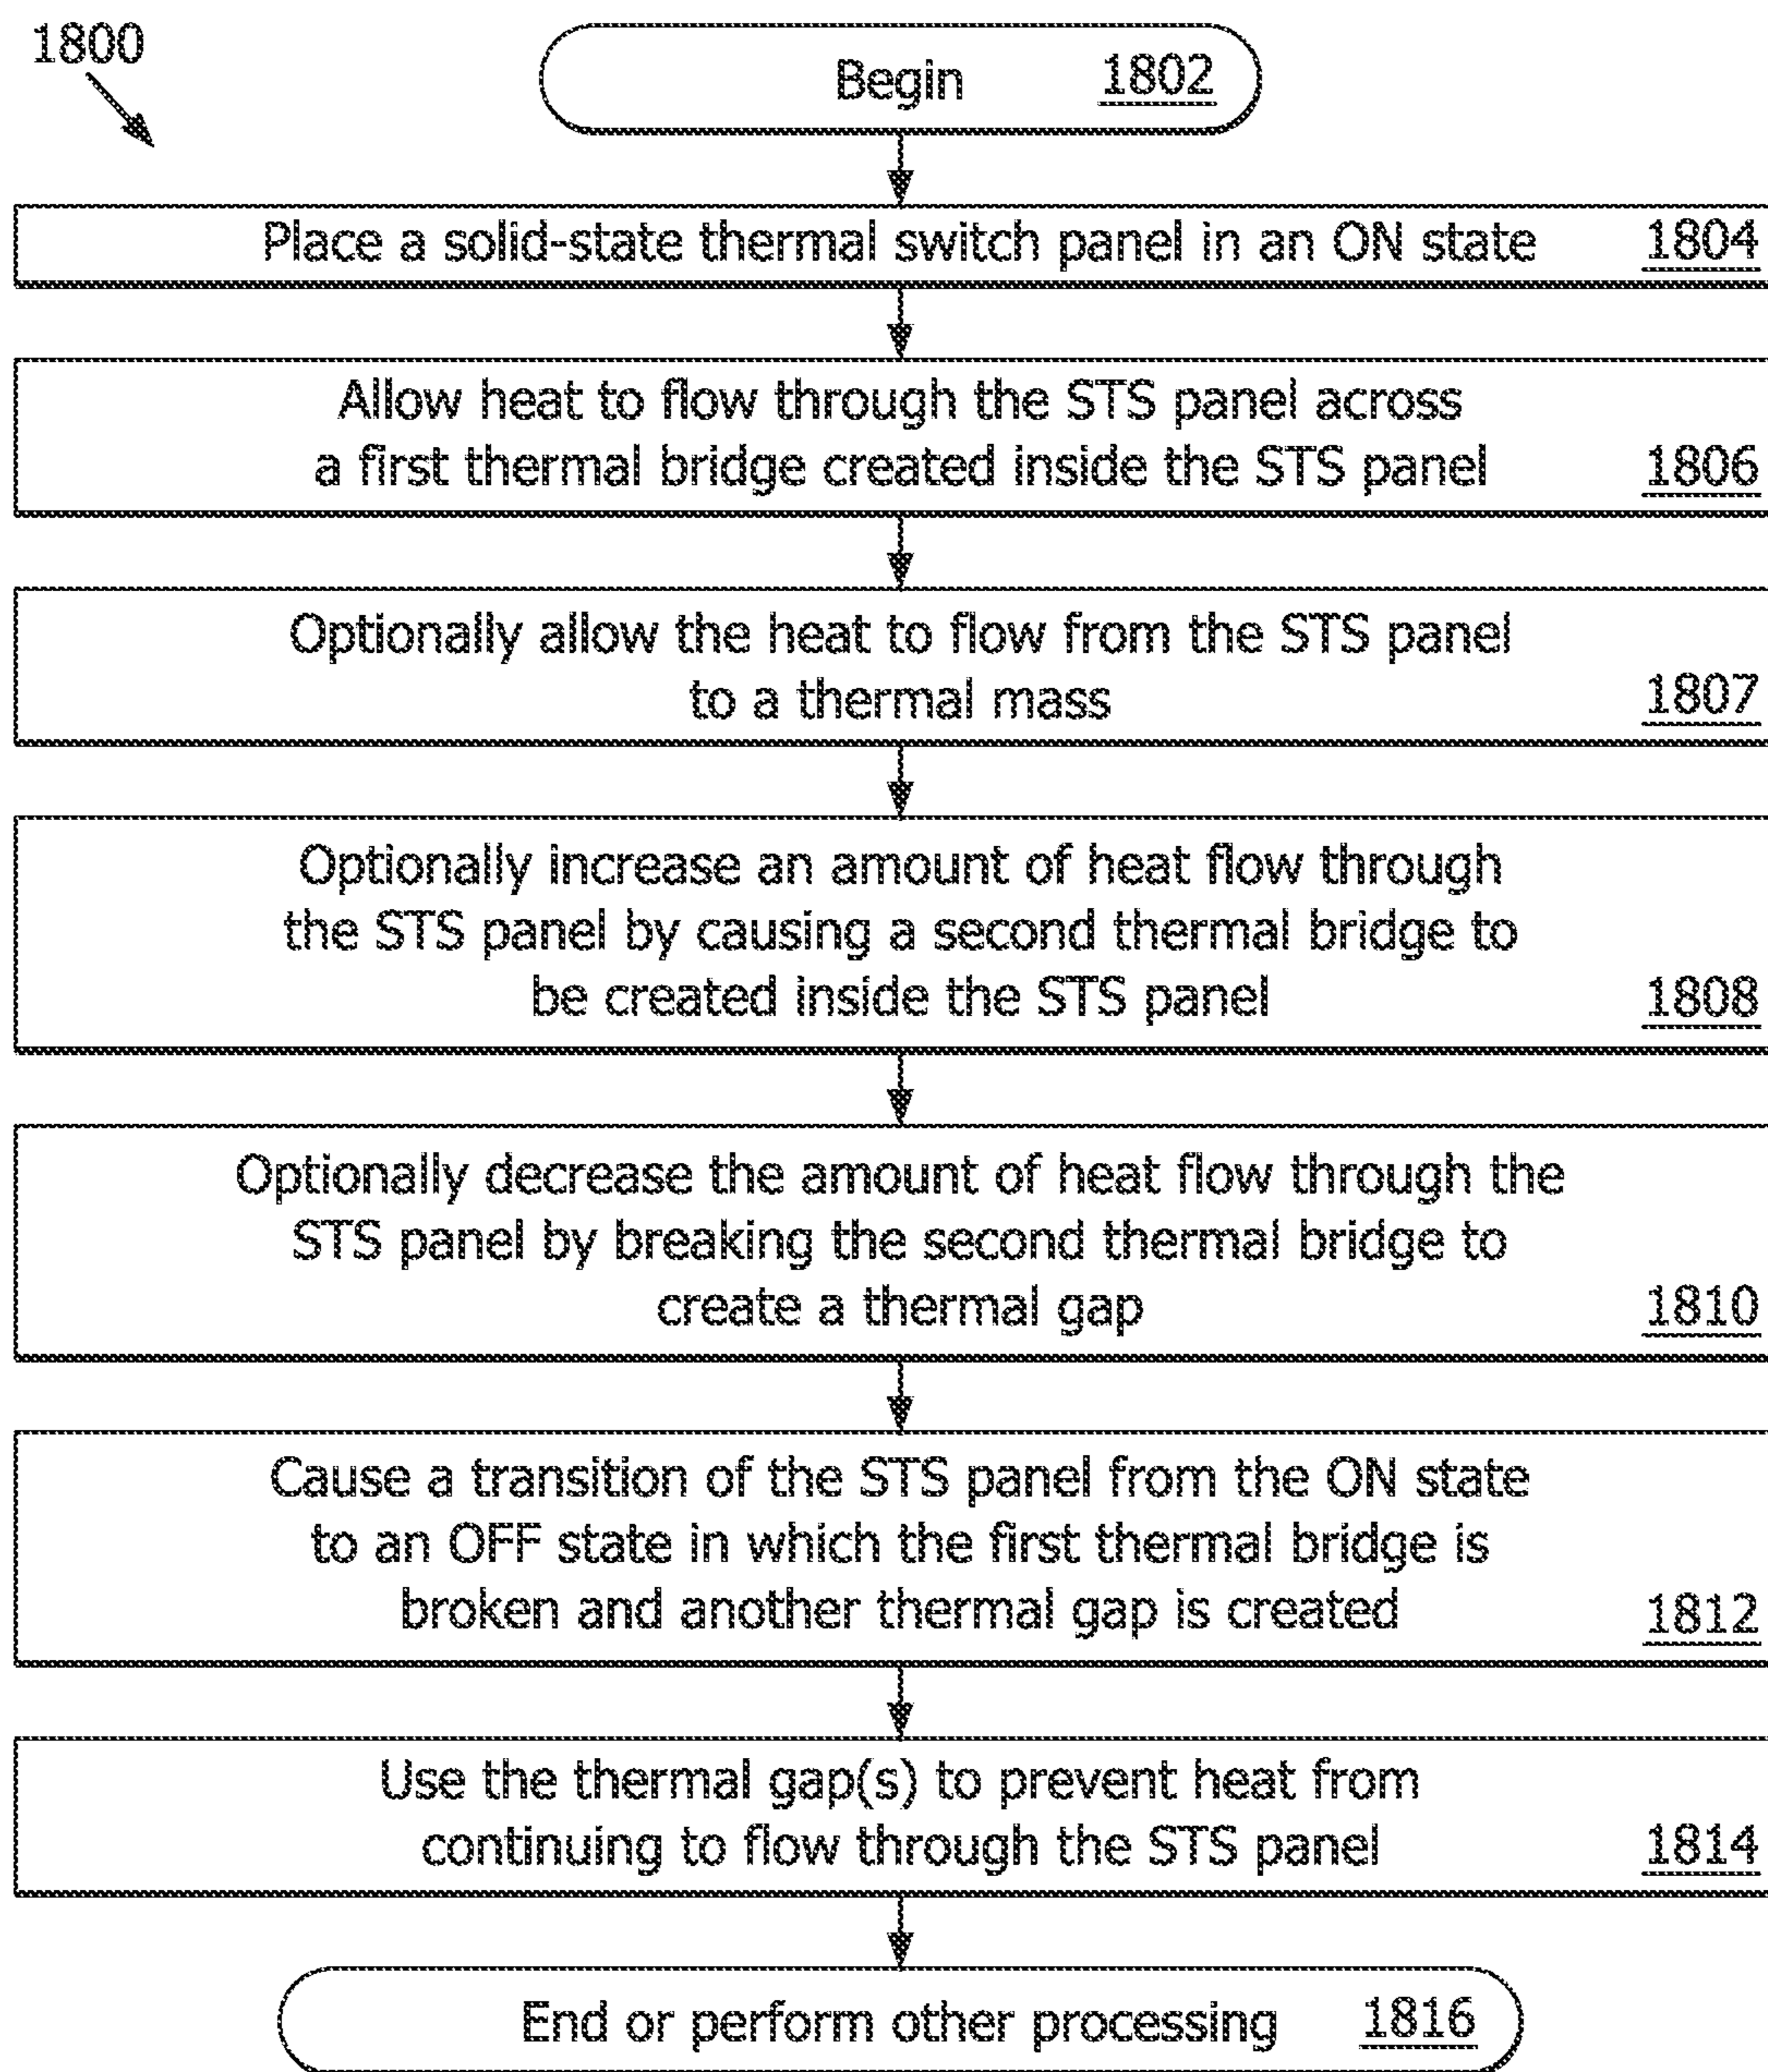 1800
Begin 1802
Place a solid-state thermal switch panel in an ON state 1804
Allow heat to flow through the STS panel across
a first thermal bridge created inside the STS panel 1806
Optionally allow the heat to flow from the STS panel
to a thermal mass 1807
Optionally increase an amount of heat flow through
the STS panel by causing a second thermal bridge to
be created inside the STS panel 1808
Optionally decrease the amount of heat flow through the
STS panel by breaking the second thermal bridge to
create a thermal gap 1810
Cause a transition of the STS panel from the ON state
to an OFF state in which the first thermal bridge is
broken and another thermal gap is created 1812
Use the thermal gap(s) to prevent heat from
continuing to flow through the STS panel 1814
End or perform other processing 1816